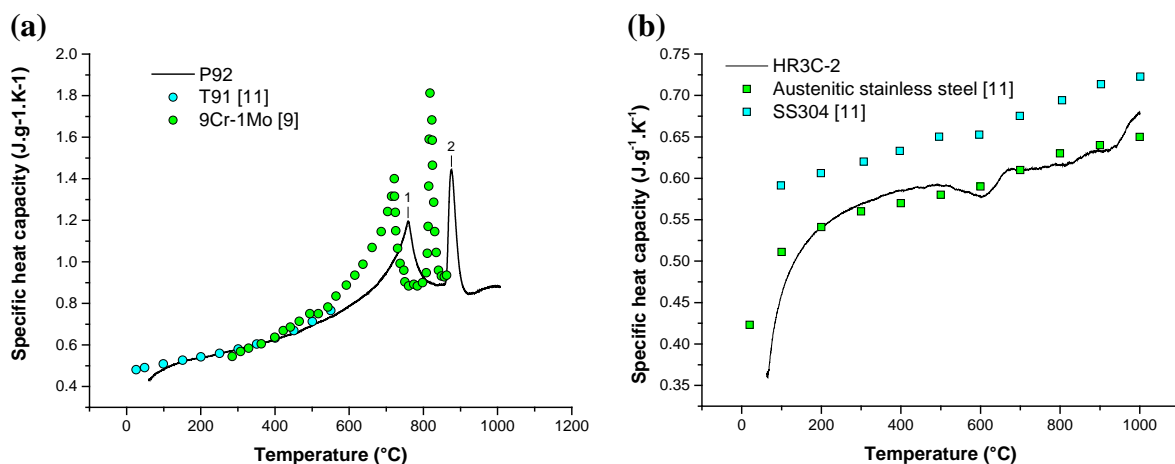 (a)
2.0
1.8
1.6
1.4
1.2
1.0
0.8
0.6
0.4
Specific heat capacity (J.g-1.K-1)
P92
T91 [11]
9Cr-1Mo [9]
1
2
0 200 400 600 800 1000 1200
Temperature (°C)
(b)
0.75
0.70
0.65
0.60
0.55
0.50
0.45
0.40
0.35
Specific heat capacity (J.g⁻¹.K⁻¹)
HR3C-2
Austenitic stainless steel [11]
SS304 [11]
0 200 400 600 800 1000
Temperature (°C)